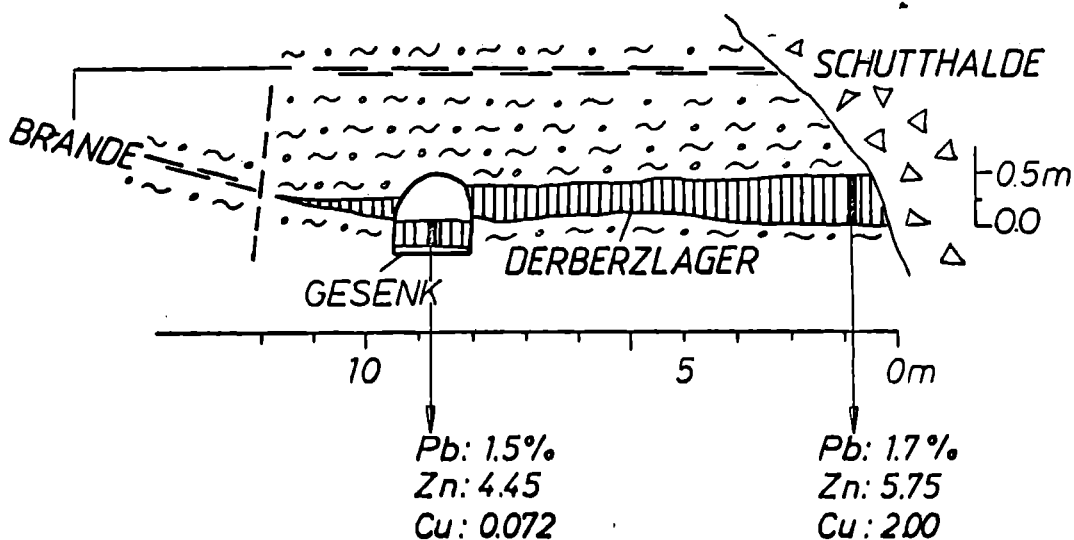 SCHUTTHALDE
BRANDE
0.5m
0.0
DERBERZLAGER
GESENK
10 5 0m
Pb: 1.5%
Zn: 4.45
Cu: 0.072
Pb: 1.7%
Zn: 5.75
Cu: 2.00